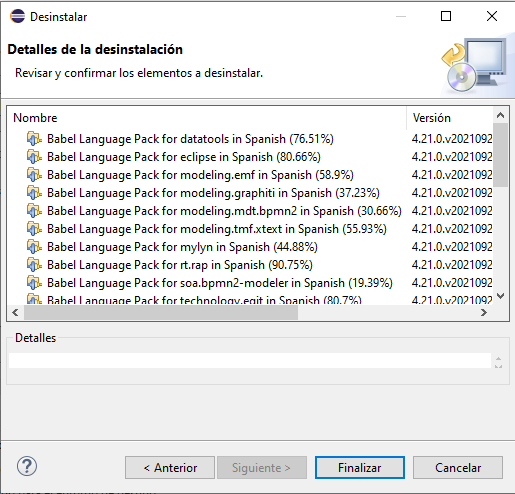 Desinstalar
Detalles de la desinstalación
Revisar y confirmar los elementos a desinstalar.
Nombre Versión
Babel Language Pack for datatools in Spanish (76.51%) 4.21.0.v2021092
Babel Language Pack for eclipse in Spanish (80.66%) 4.21.0.v2021092
Babel Language Pack for modeling.emf in Spanish (58.9%) 4.21.0.v2021092
Babel Language Pack for modeling.graphiti in Spanish (37.23%) 4.21.0.v2021092
Babel Language Pack for modeling.mdt.bpmn2 in Spanish (30.66%) 4.21.0.v2021092
Babel Language Pack for modeling.tmf.xtext in Spanish (55.93%) 4.21.0.v2021092
Babel Language Pack for mylyn in Spanish (44.88%) 4.21.0.v2021092
Babel Language Pack for rt.rap in Spanish (90.75%) 4.21.0.v2021092
Babel Language Pack for soa.bpmn2-modeler in Spanish (19.39%) 4.21.0.v2021092
Babel Language Pack for technology.egit in Spanish (80.7%) 4.21.0.v2021092
Detalles
< Anterior Siguiente > Finalizar Cancelar